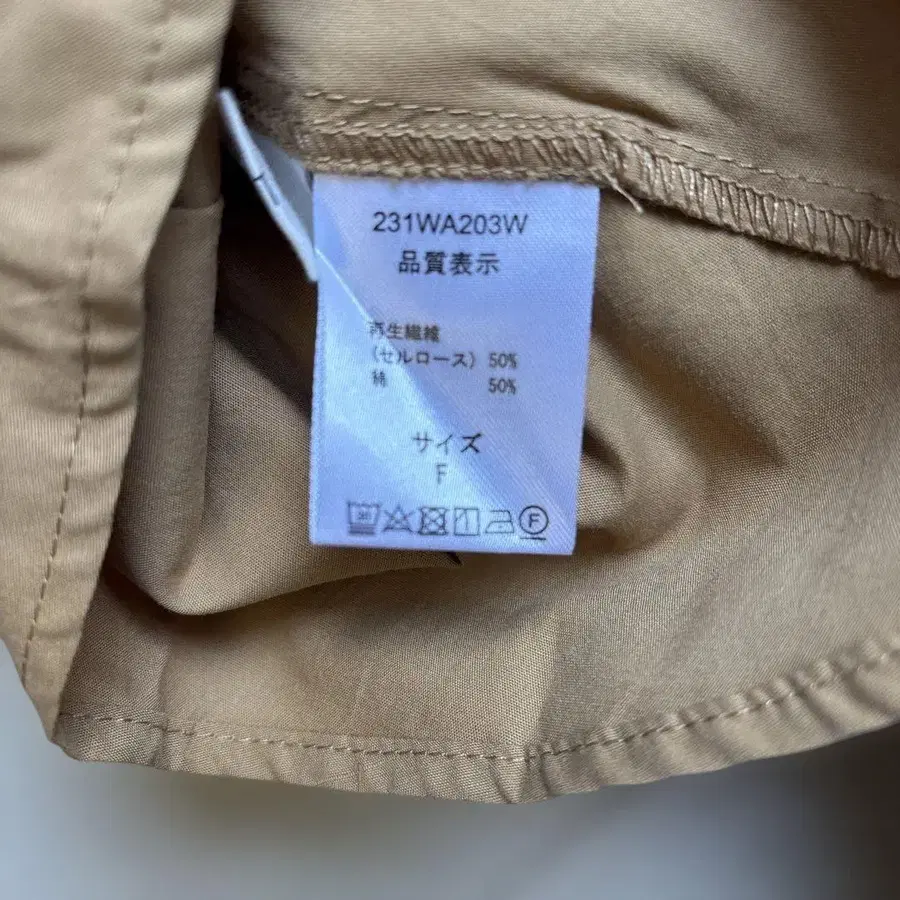 231WA203W
品質表示
再生繊維
(セルロース) 50%
綿 50%
サイズ
F
F